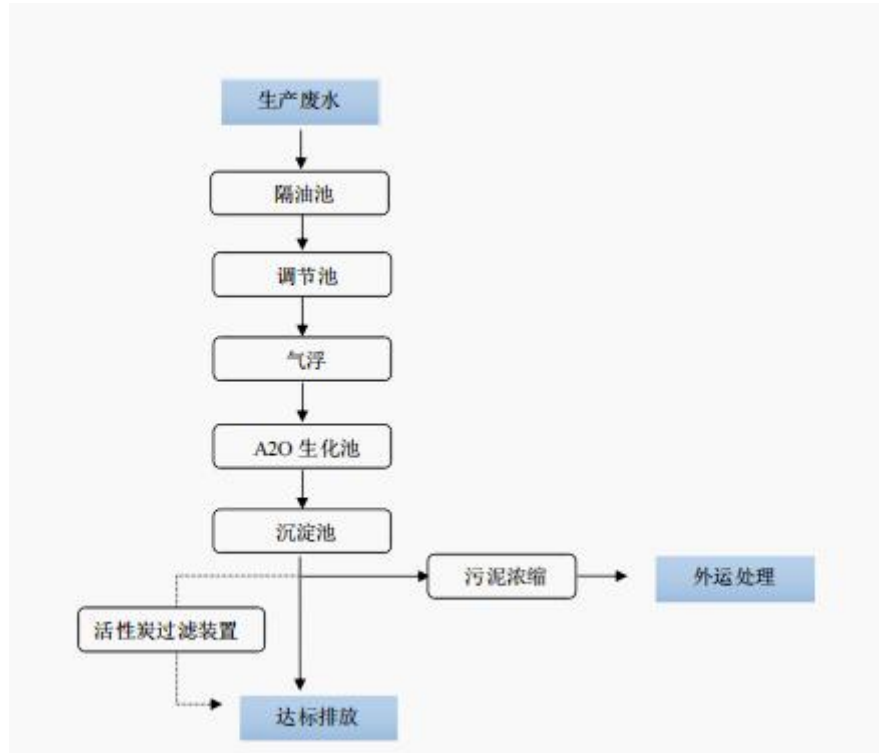 生产废水
隔油池
调节池
气浮
A2O 生化池
沉淀池
污泥浓缩
外运处理
活性炭过滤装置
达标排放